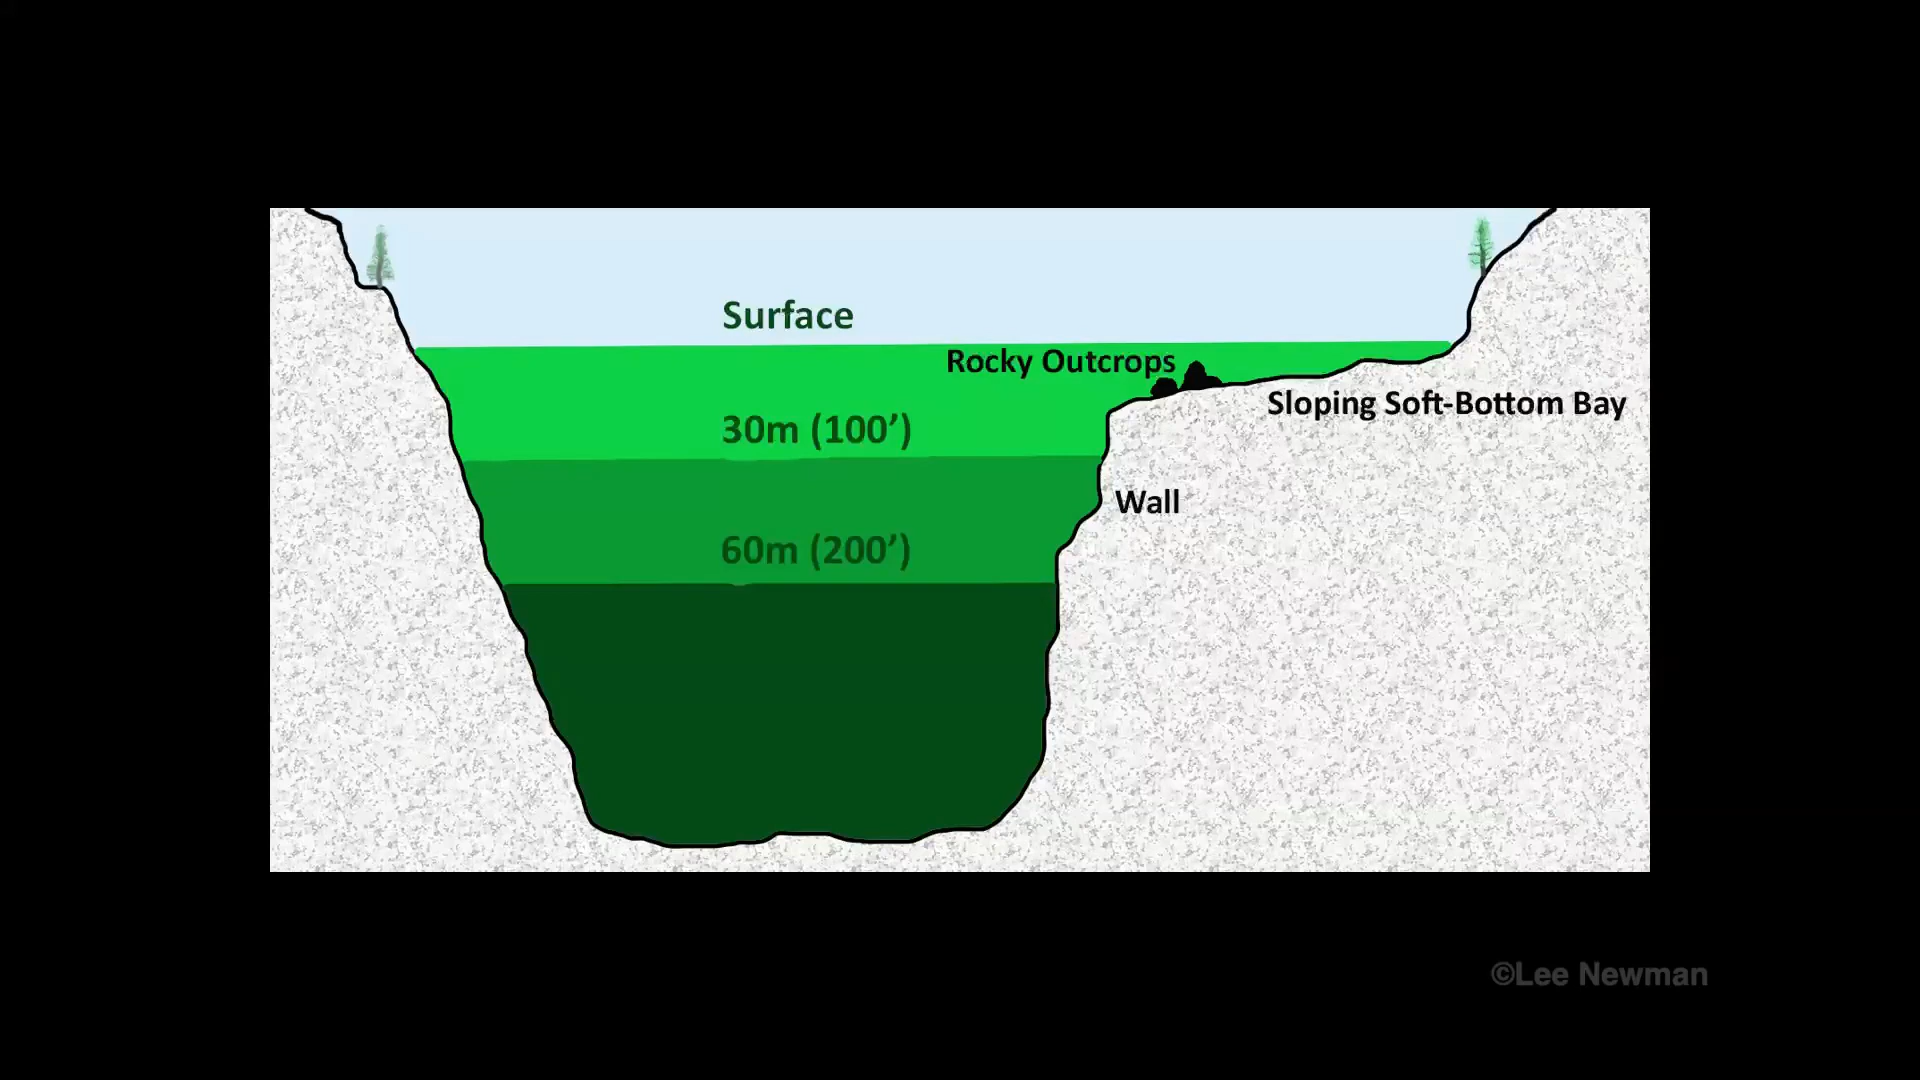 Surface
Rocky Outcrops
Sloping Soft-Bottom Bay
30m (100’)
Wall
60m (200’)
©Lee Newman